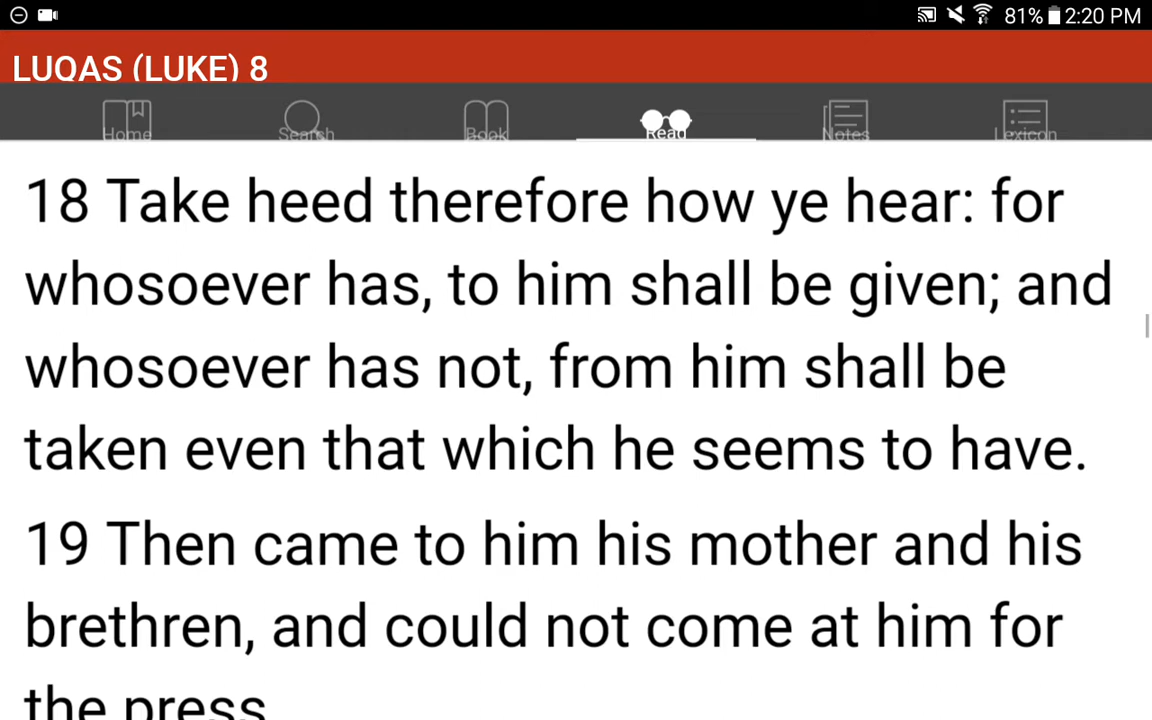 81% 2:20 PM
LUQAS (LUKE) 8
Home Search Book Read Notes Lexicon
18 Take heed therefore how ye hear: for
whosoever has, to him shall be given; and
whosoever has not, from him shall be
taken even that which he seems to have.
19 Then came to him his mother and his
brethren, and could not come at him for
the press